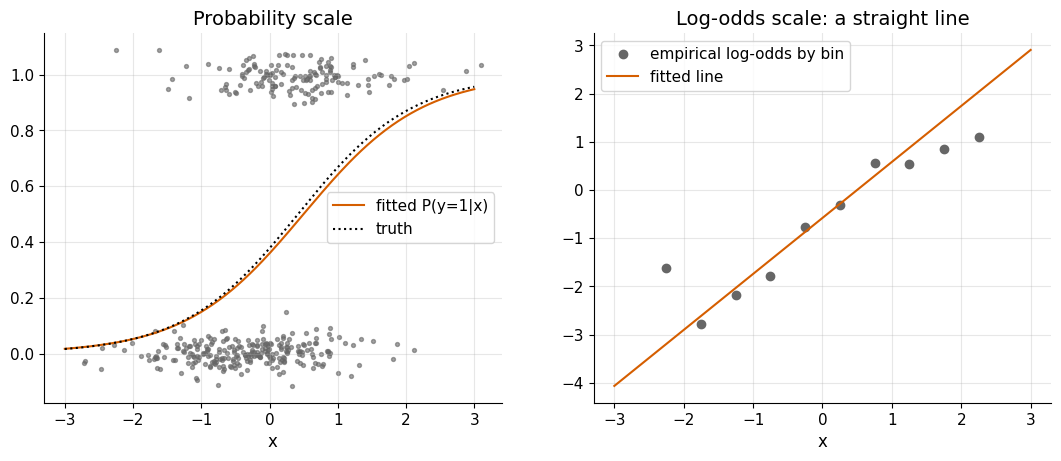 Probability scale
1.0
0.8
0.6
0.4
0.2
0.0
fitted P(y=1|x)
truth
−3 −2 −1 0 1 2 3
x
Log-odds scale: a straight line
3
2
1
0
−1
−2
−3
−4
empirical log-odds by bin
fitted line
−3 −2 −1 0 1 2 3
x